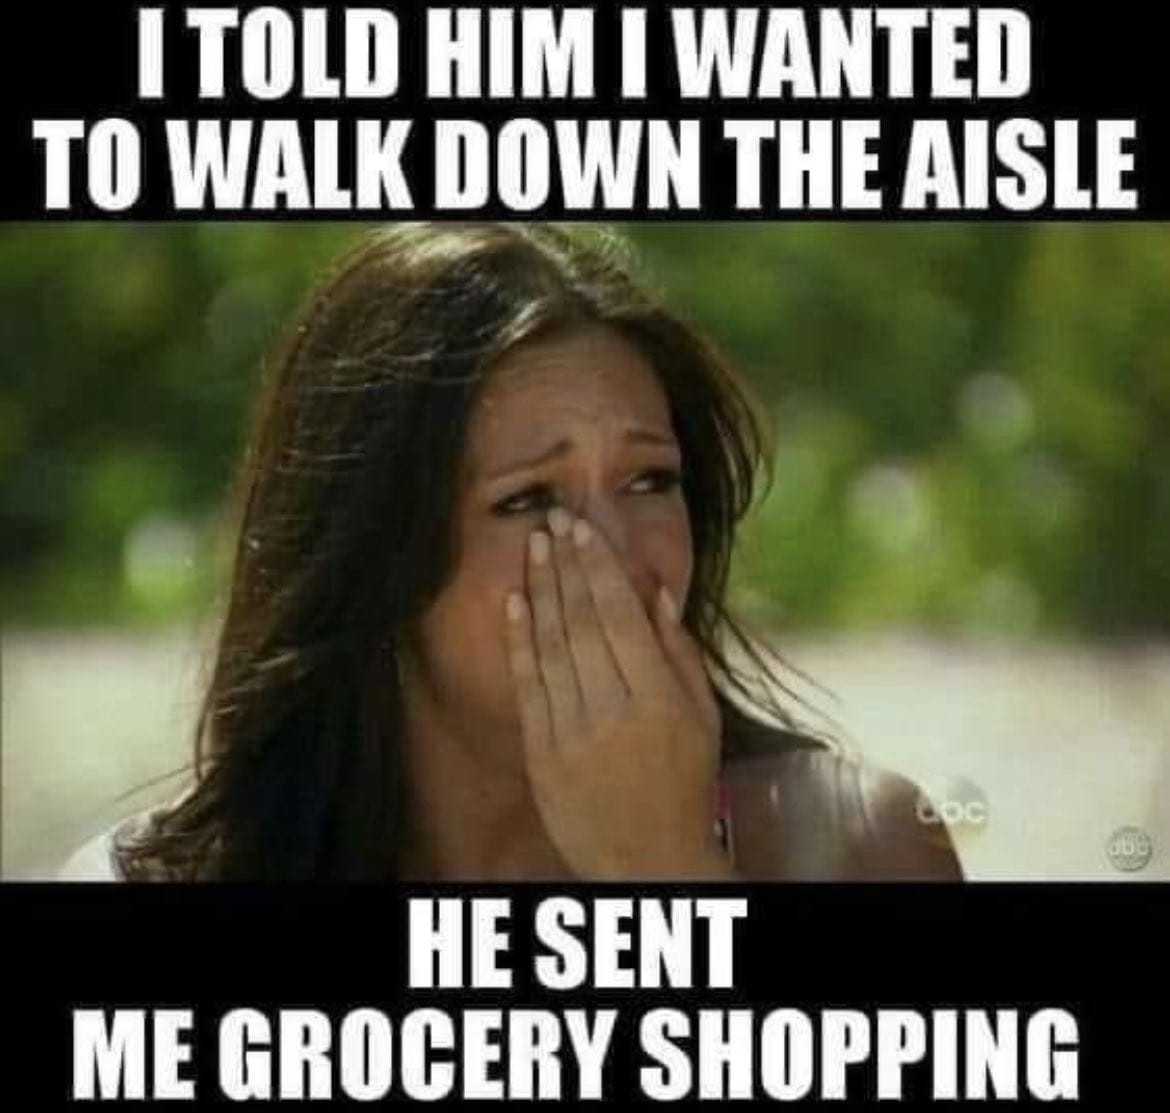 I TOLD HIM I WANTED
TO WALK DOWN THE AISLE
abc
abc
HE SENT
ME GROCERY SHOPPING